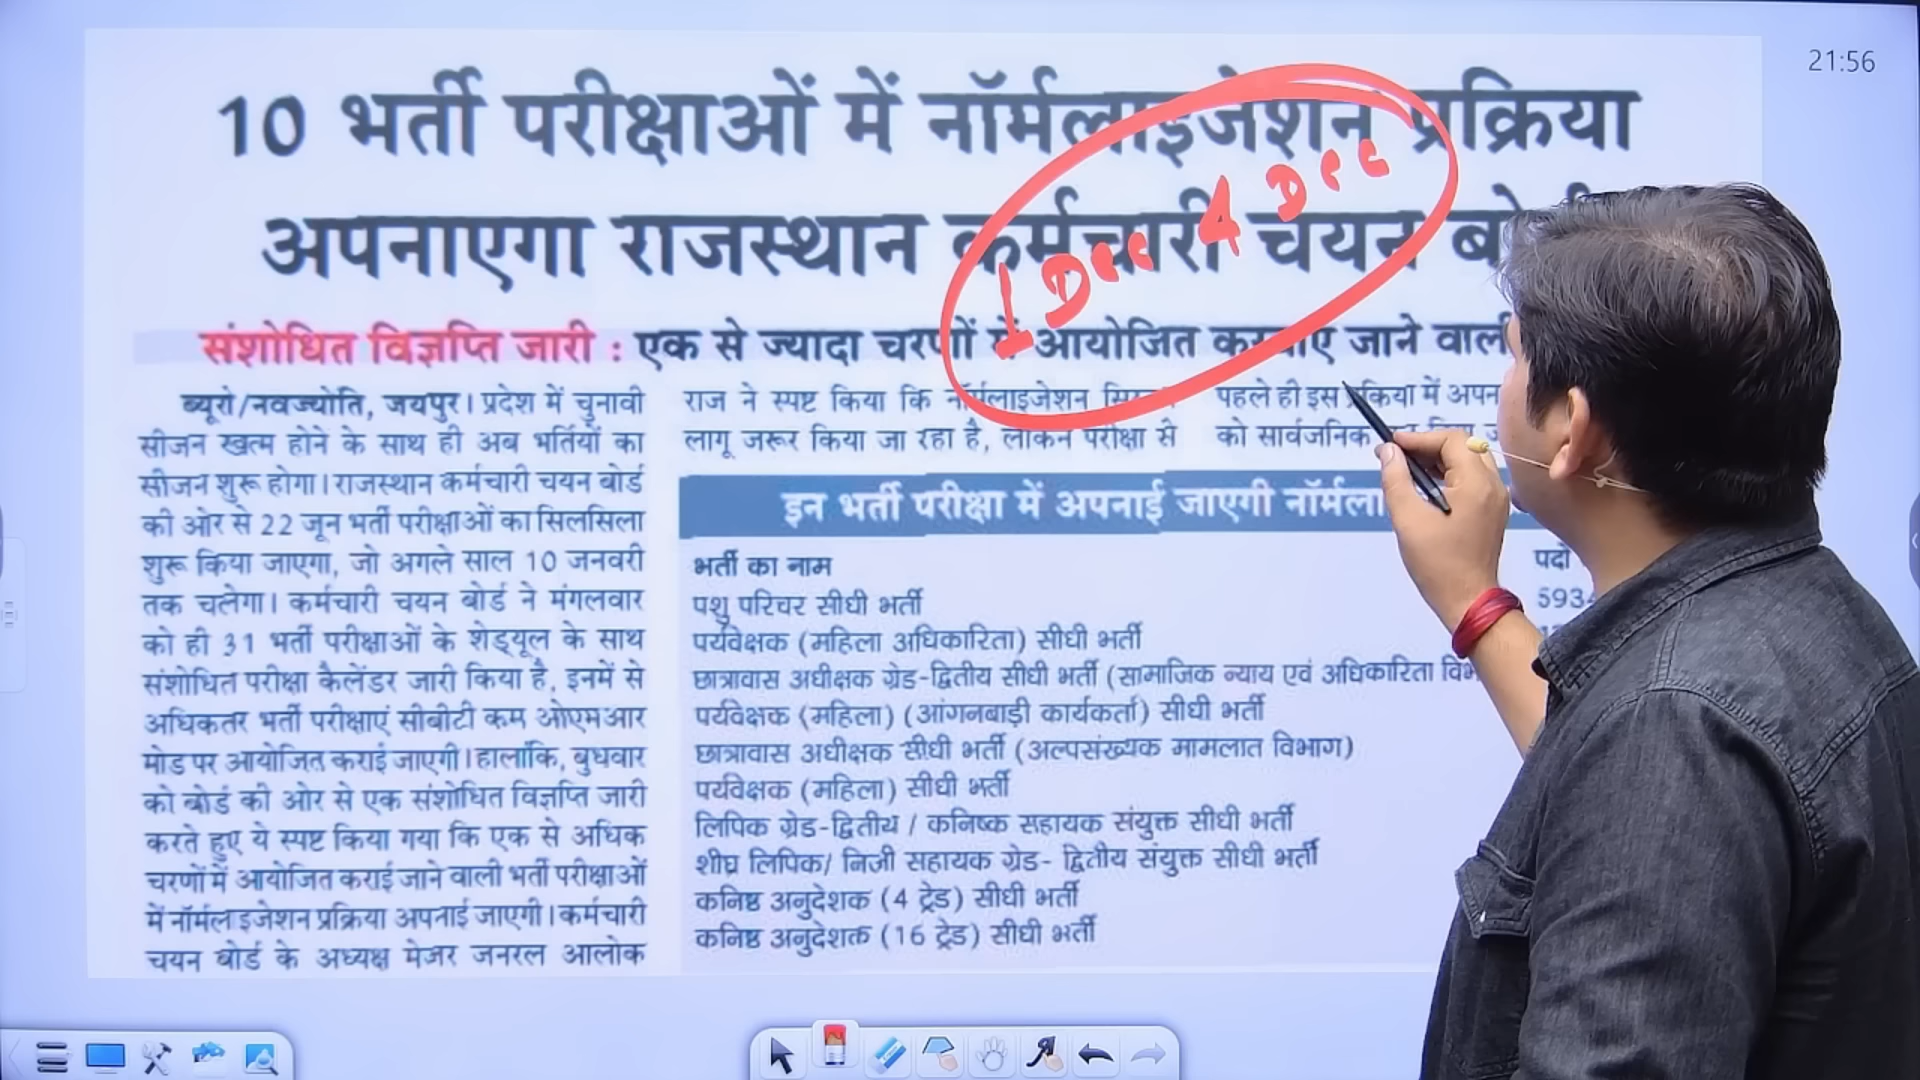 21:56
10 भर्ती परीक्षाओं में नॉर्मलाइजेशन प्रक्रिया
अपनाएगा राजस्थान कर्मचारी चयन
1 Dec 4 Dec
संशोधित विज्ञप्ति जारी : एक से ज्यादा चरणों में आयोजित करवाए जाने वाली
ब्यूरो/नवज्योति, जयपुर। प्रदेश में चुनावी
सीजन खत्म होने के साथ ही अब भर्तियों का
सीजन शुरू होगा। राजस्थान कर्मचारी चयन बोर्ड
की ओर से 22 जून भर्ती परीक्षाओं का सिलसिला
शुरू किया जाएगा, जो अगले साल 10 जनवरी
तक चलेगा। कर्मचारी चयन बोर्ड ने मंगलवार
को ही 31 भर्ती परीक्षाओं के शेड्यूल के साथ
संशोधित परीक्षा कैलेंडर जारी किया है, इनमें से
अधिकतर भर्ती परीक्षाएं सीबीटी कम ओएमआर
मोड पर आयोजित कराई जाएगी। हालांकि, बुधवार
को बोर्ड की ओर से एक संशोधित विज्ञप्ति जारी
करते हुए ये स्पष्ट किया गया कि एक से अधिक
चरणों में आयोजित कराई जाने वाली भर्ती परीक्षाओं
में नॉर्मलाइजेशन प्रक्रिया अपनाई जाएगी। कर्मचारी
चयन बोर्ड के अध्यक्ष मेजर जनरल आलोक
राज ने स्पष्ट किया कि नॉर्मलाइजेशन
लागू जरूर किया जा रहा है, लेकिन परीक्षा से
पहले ही इस प्रक्रिया में
को सार्वजनिक
इन भर्ती परीक्षा में अपनाई जाएगी
भर्ती का नाम
पदों
पशु परिचर सीधी भर्ती
5934
पर्यवेक्षक (महिला अधिकारिता) सीधी भर्ती
छात्रावास अधीक्षक ग्रेड-द्वितीय सीधी भर्ती (सामाजिक न्याय एवं अधिकारिता
पर्यवेक्षक (महिला) (आंगनबाड़ी कार्यकर्ता) सीधी भर्ती
छात्रावास अधीक्षक सीधी भर्ती (अल्पसंख्यक मामलात विभाग)
पर्यवेक्षक (महिला) सीधी भर्ती
लिपिक ग्रेड-द्वितीय / कनिष्क सहायक संयुक्त सीधी भर्ती
शीघ्र लिपिक/ निजी सहायक ग्रेड- द्वितीय संयुक्त सीधी भर्ती
कनिष्ठ अनुदेशक (4 ट्रेड) सीधी भर्ती
कनिष्ठ अनुदेशक (16 ट्रेड) सीधी भर्ती